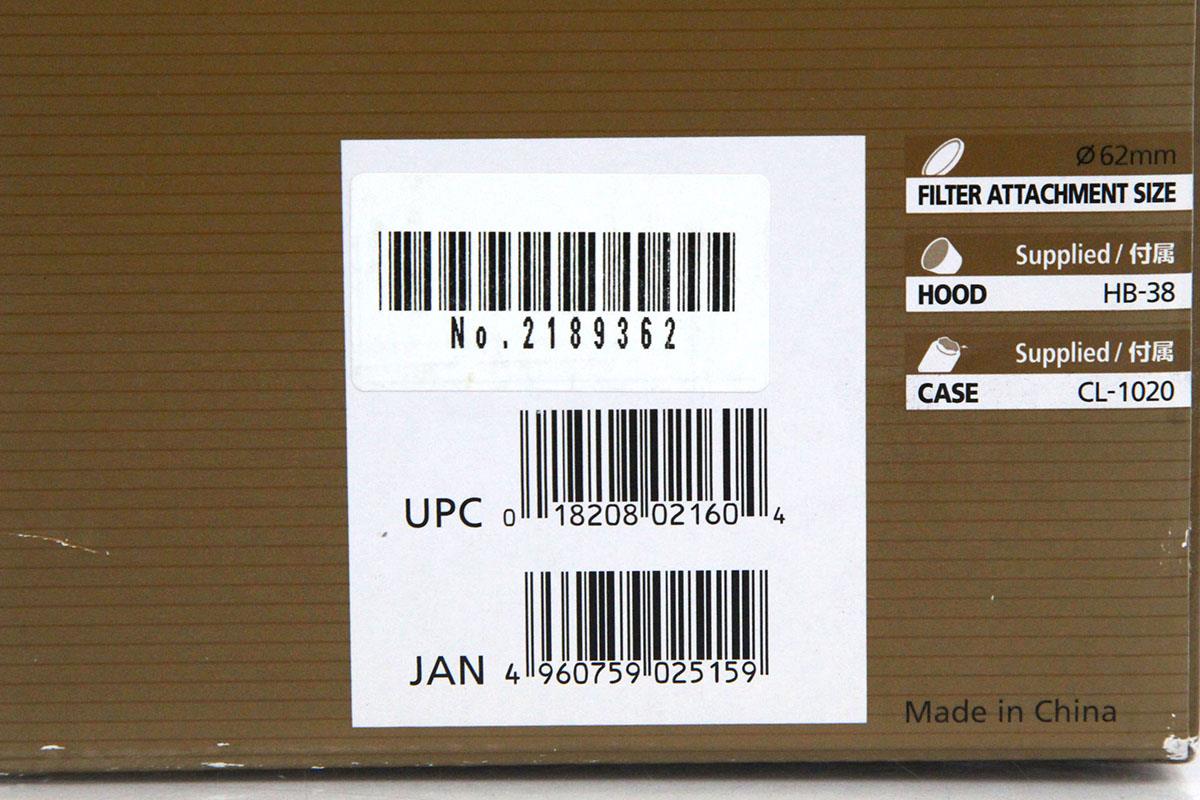 No.2189362
UPC 0 18208 02160 4
JAN 4 960759 025159
Ø62mm
FILTER ATTACHMENT SIZE
Supplied / 付属
HOOD HB-38
Supplied / 付属
CASE CL-1020
Made in China